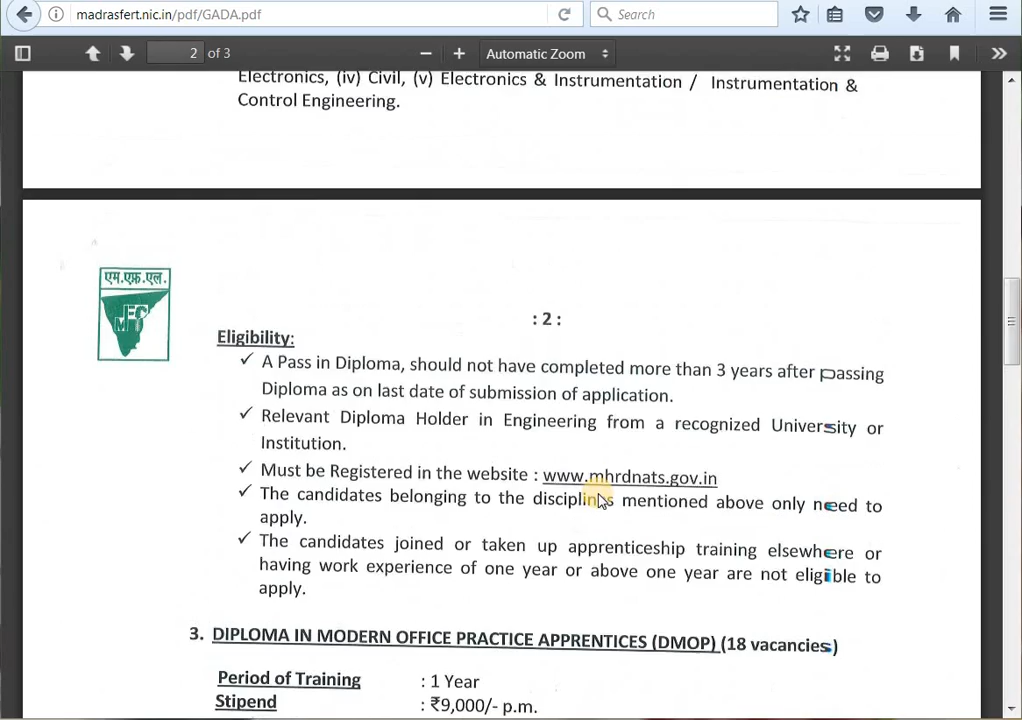 madrasfert.nic.in/pdf/GADA.pdf
Search
2 of 3
Automatic Zoom
Electronics, (iv) Civil, (v) Electronics & Instrumentation / Instrumentation &
Control Engineering.
एम.एफ़.एल.
MFL
: 2 :
Eligibility:
✓ A Pass in Diploma, should not have completed more than 3 years after passing
Diploma as on last date of submission of application.
✓ Relevant Diploma Holder in Engineering from a recognized University or
Institution.
✓ Must be Registered in the website : www.mhrdnats.gov.in
✓ The candidates belonging to the disciplines mentioned above only need to
apply.
✓ The candidates joined or taken up apprenticeship training elsewhere or
having work experience of one year or above one year are not eligible to
apply.
3. DIPLOMA IN MODERN OFFICE PRACTICE APPRENTICES (DMOP) (18 vacancies)
Period of Training : 1 Year
Stipend : ₹9,000/- p.m.